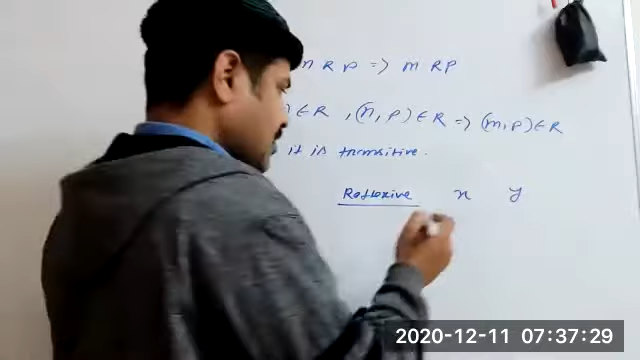 n R p => m R p
∈ R , (n, p) ∈ R => (m, p) ∈ R
it is transitive.
Reflexive x y
2020-12-11 07:37:29